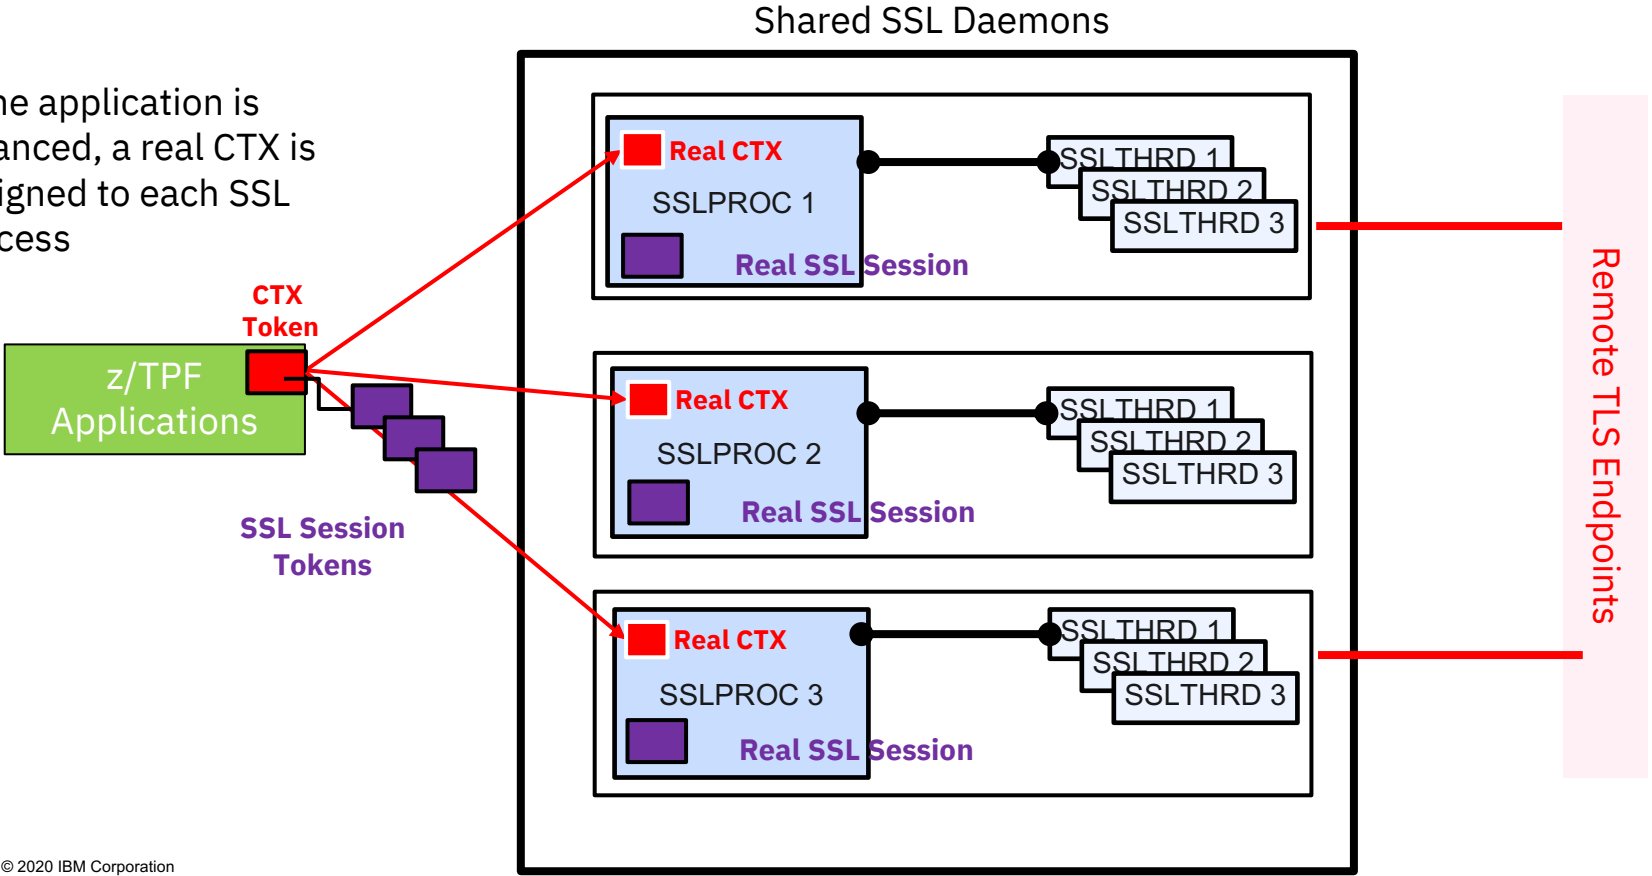 Shared SSL Daemons
ne application is
anced, a real CTX is
igned to each SSL
cess
CTX
Token
z/TPF
Applications
SSL Session
Tokens
Real CTX
SSLPROC 1
Real SSL Session
SSLTHRD 1
SSLTHRD 2
SSLTHRD 3
Real CTX
SSLPROC 2
Real SSL Session
SSLTHRD 1
SSLTHRD 2
SSLTHRD 3
Real CTX
SSLPROC 3
Real SSL Session
SSLTHRD 1
SSLTHRD 2
SSLTHRD 3
Remote TLS Endpoints
© 2020 IBM Corporation